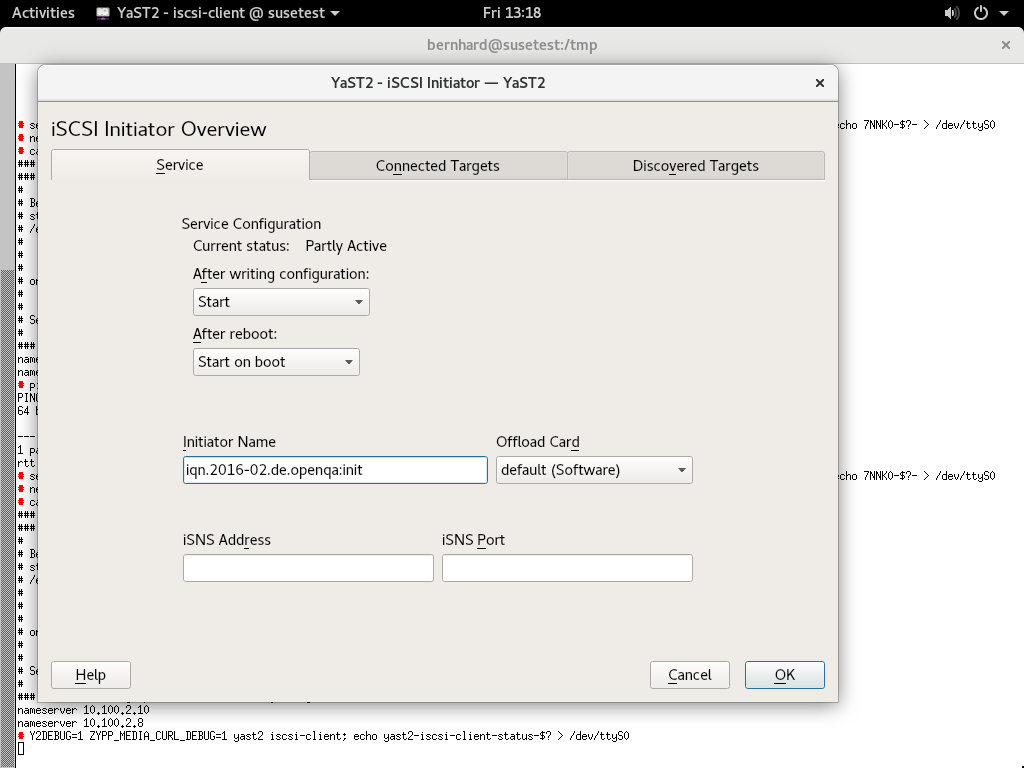 Activities YaST2 - iscsi-client @ susetest Fri 13:18
bernhard@susetest:/tmp
YaST2 - iSCSI Initiator — YaST2
iSCSI Initiator Overview
Service Connected Targets Discovered Targets
Service Configuration
Current status: Partly Active
After writing configuration:
Start
After reboot:
Start on boot
Initiator Name Offload Card
iqn.2016-02.de.openqa:init default (Software)
iSNS Address iSNS Port
Help Cancel OK
echo 7NNK0-$?- > /dev/ttyS0
echo 7NNK0-$?- > /dev/ttyS0
nameserver 10.100.2.10
nameserver 10.100.2.8
# Y2DEBUG=1 ZYPP_MEDIA_CURL_DEBUG=1 yast2 iscsi-client; echo yast2-iscsi-client-status-$? > /dev/ttyS0